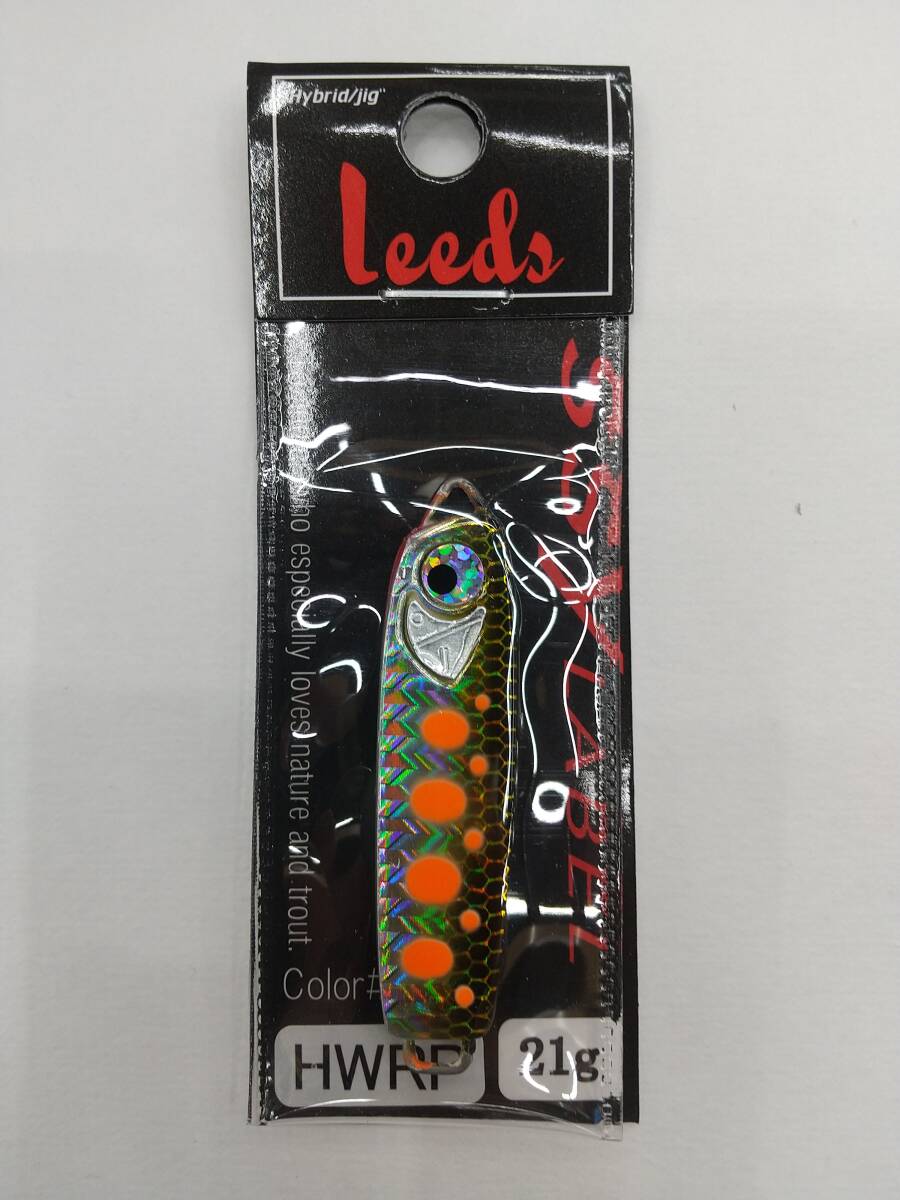 "Hybrid/jig"
Leeds
who especially loves nature and trout.
Color#
HWRP
21g